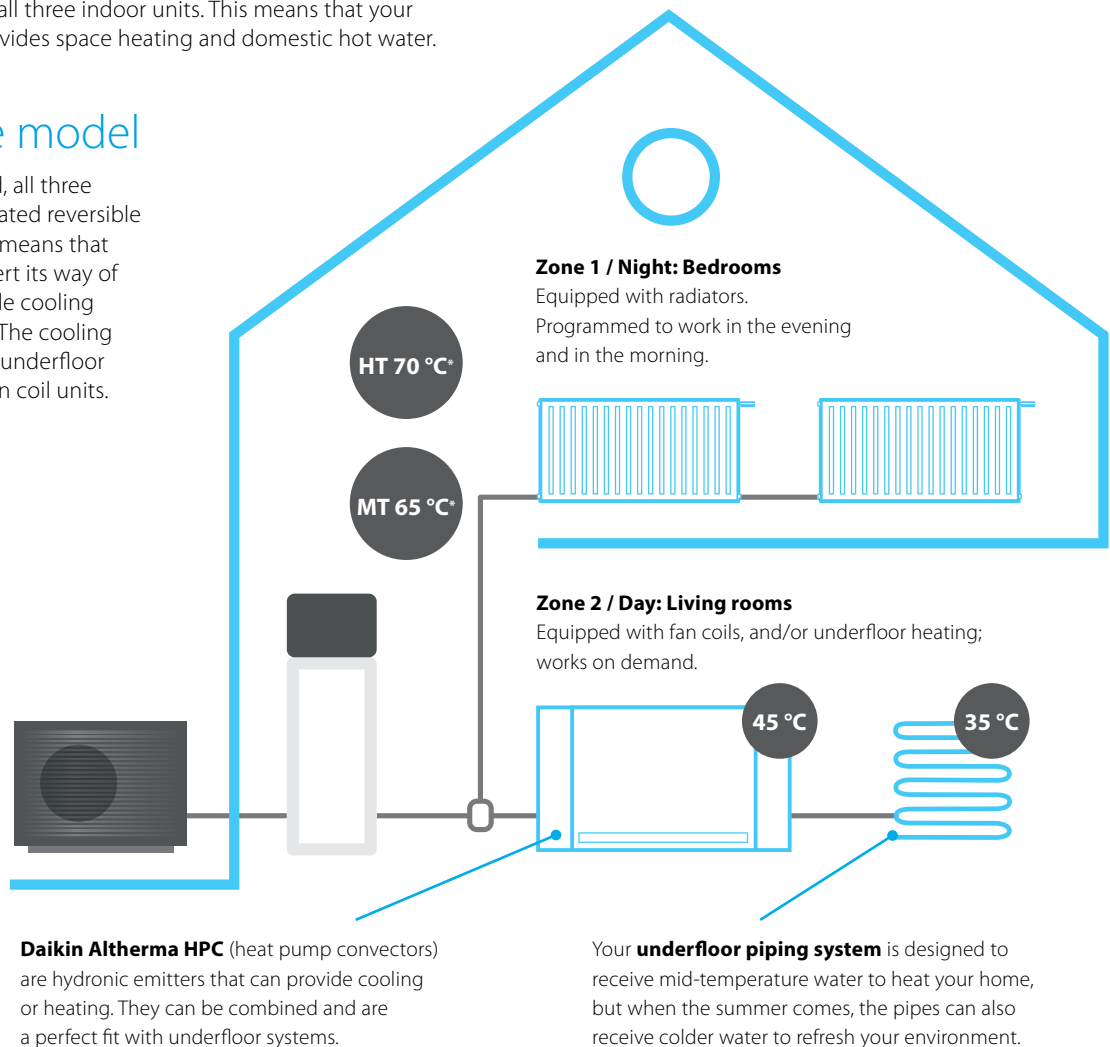 all three indoor units. This means that your
vides space heating and domestic hot water.
e model
, all three
ated reversible
means that
ert its way of
le cooling
The cooling
underfloor
n coil units.
HT 70 °C*
MT 65 °C*
Zone 1 / Night: Bedrooms
Equipped with radiators.
Programmed to work in the evening
and in the morning.
Zone 2 / Day: Living rooms
Equipped with fan coils, and/or underfloor heating;
works on demand.
45 °C
35 °C
Daikin Altherma HPC (heat pump convectors)
are hydronic emitters that can provide cooling
or heating. They can be combined and are
a perfect fit with underfloor systems.
Your underfloor piping system is designed to
receive mid-temperature water to heat your home,
but when the summer comes, the pipes can also
receive colder water to refresh your environment.